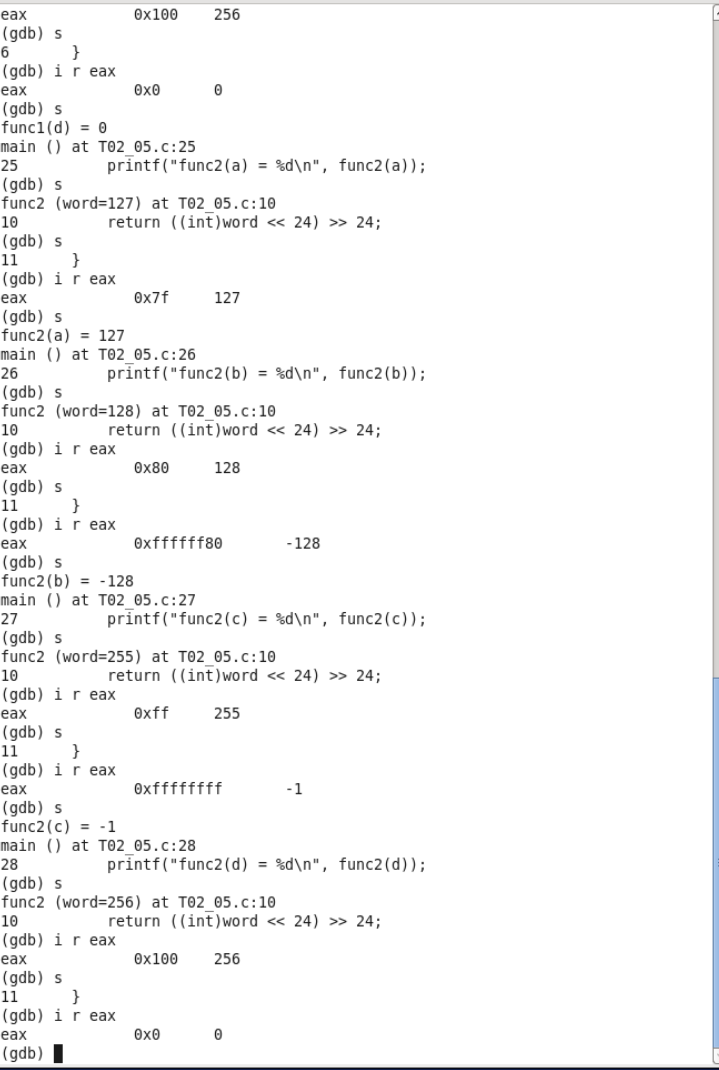 eax            0x100    256
(gdb) s
6       }
(gdb) i r eax
eax            0x0      0
(gdb) s
func1(d) = 0
main () at T02_05.c:25
25          printf("func2(a) = %d\n", func2(a));
(gdb) s
func2 (word=127) at T02_05.c:10
10          return ((int)word << 24) >> 24;
(gdb) s
11      }
(gdb) i r eax
eax            0x7f     127
(gdb) s
func2(a) = 127
main () at T02_05.c:26
26          printf("func2(b) = %d\n", func2(b));
(gdb) s
func2 (word=128) at T02_05.c:10
10          return ((int)word << 24) >> 24;
(gdb) i r eax
eax            0x80     128
(gdb) s
11      }
(gdb) i r eax
eax            0xffffff80       -128
(gdb) s
func2(b) = -128
main () at T02_05.c:27
27          printf("func2(c) = %d\n", func2(c));
(gdb) s
func2 (word=255) at T02_05.c:10
10          return ((int)word << 24) >> 24;
(gdb) i r eax
eax            0xff     255
(gdb) s
11      }
(gdb) i r eax
eax            0xffffffff       -1
(gdb) s
func2(c) = -1
main () at T02_05.c:28
28          printf("func2(d) = %d\n", func2(d));
(gdb) s
func2 (word=256) at T02_05.c:10
10          return ((int)word << 24) >> 24;
(gdb) i r eax
eax            0x100    256
(gdb) s
11      }
(gdb) i r eax
eax            0x0      0
(gdb)